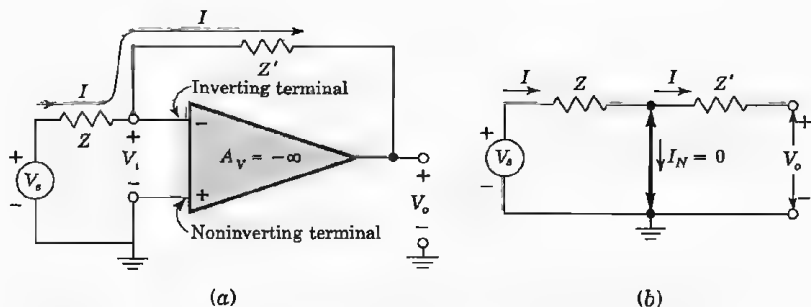 I
Z'
I
Z
Inverting terminal
−
+
V_i
−
A_V = −∞
+
V_s
−
+
Noninverting terminal
+
V_o
−
(a)
I
Z
I
Z'
+
V_s
−
I_N = 0
+
V_o
−
(b)